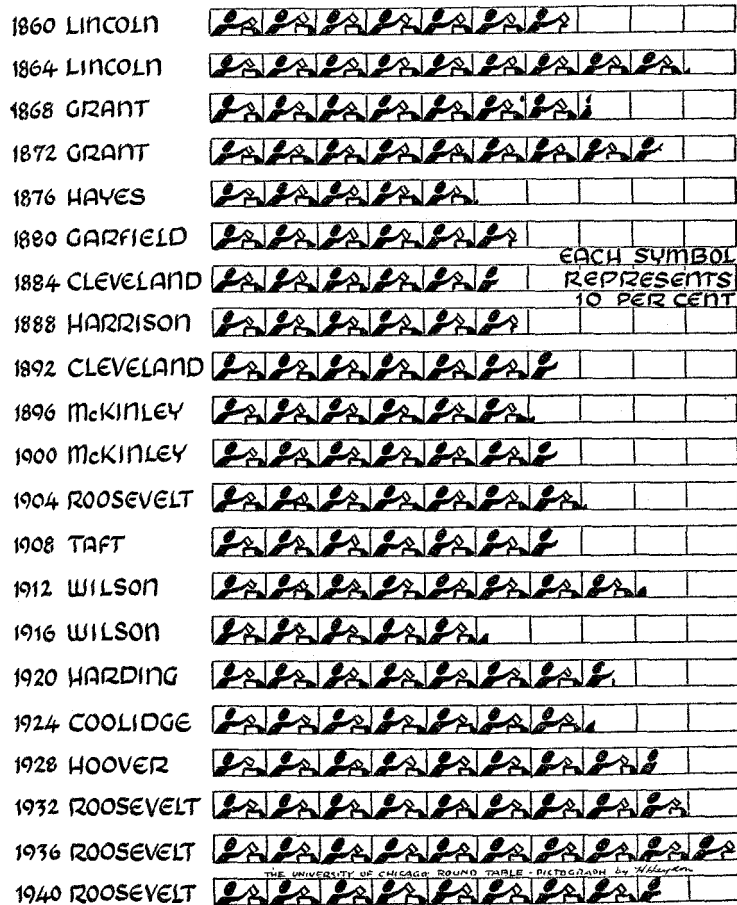 1860 LINCOLN
1864 LINCOLN
1868 GRANT
1872 GRANT
1876 HAYES
1880 GARFIELD
EACH SYMBOL
1884 CLEVELAND REPRESENTS
10 PER CENT
1888 HARRISON
1892 CLEVELAND
1896 McKINLEY
1900 McKINLEY
1904 ROOSEVELT
1908 TAFT
1912 WILSON
1916 WILSON
1920 HARDING
1924 COOLIDGE
1928 HOOVER
1932 ROOSEVELT
1936 ROOSEVELT
THE UNIVERSITY OF CHICAGO ROUND TABLE - PICTOGRAPH by
1940 ROOSEVELT